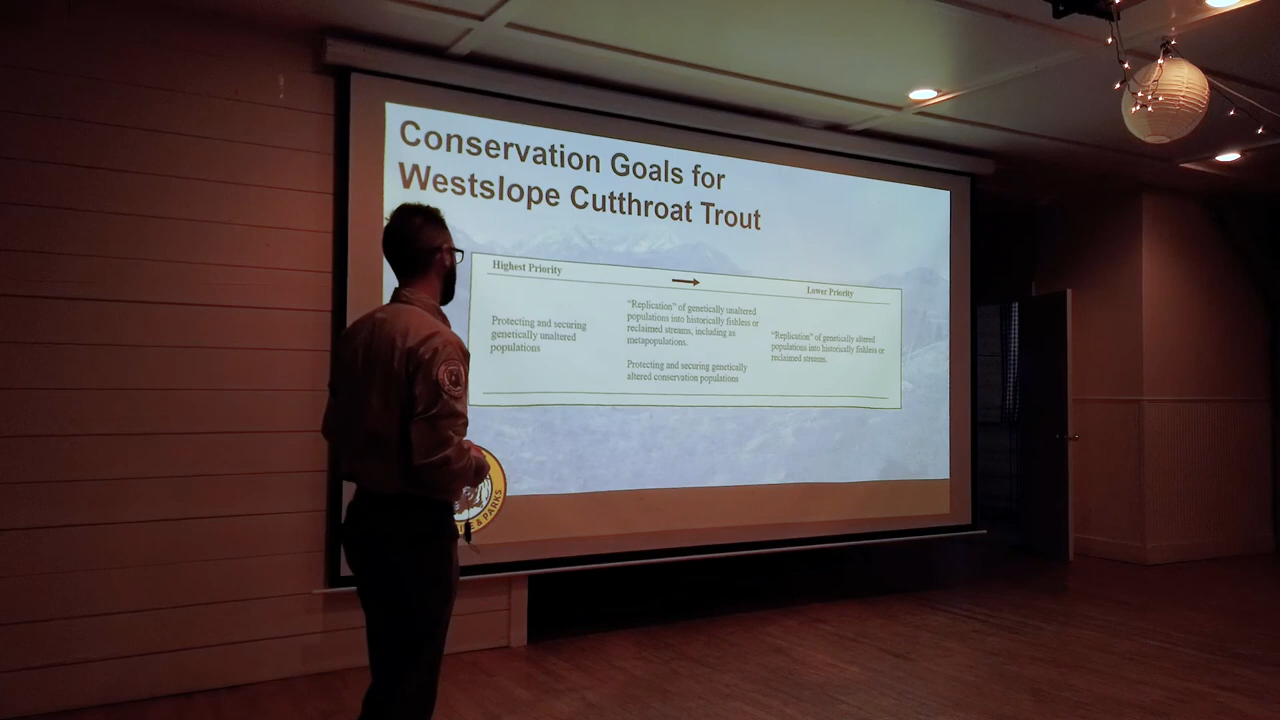 Conservation Goals for
Westslope Cutthroat Trout
Highest Priority
Lower Priority
Protecting and securing
genetically unaltered
populations
"Replication" of genetically unaltered
populations into historically fishless or
reclaimed streams, including as
metapopulations.
Protecting and securing genetically
altered conservation populations
"Replication" of genetically altered
populations into historically fishless or
reclaimed streams.
& PARKS